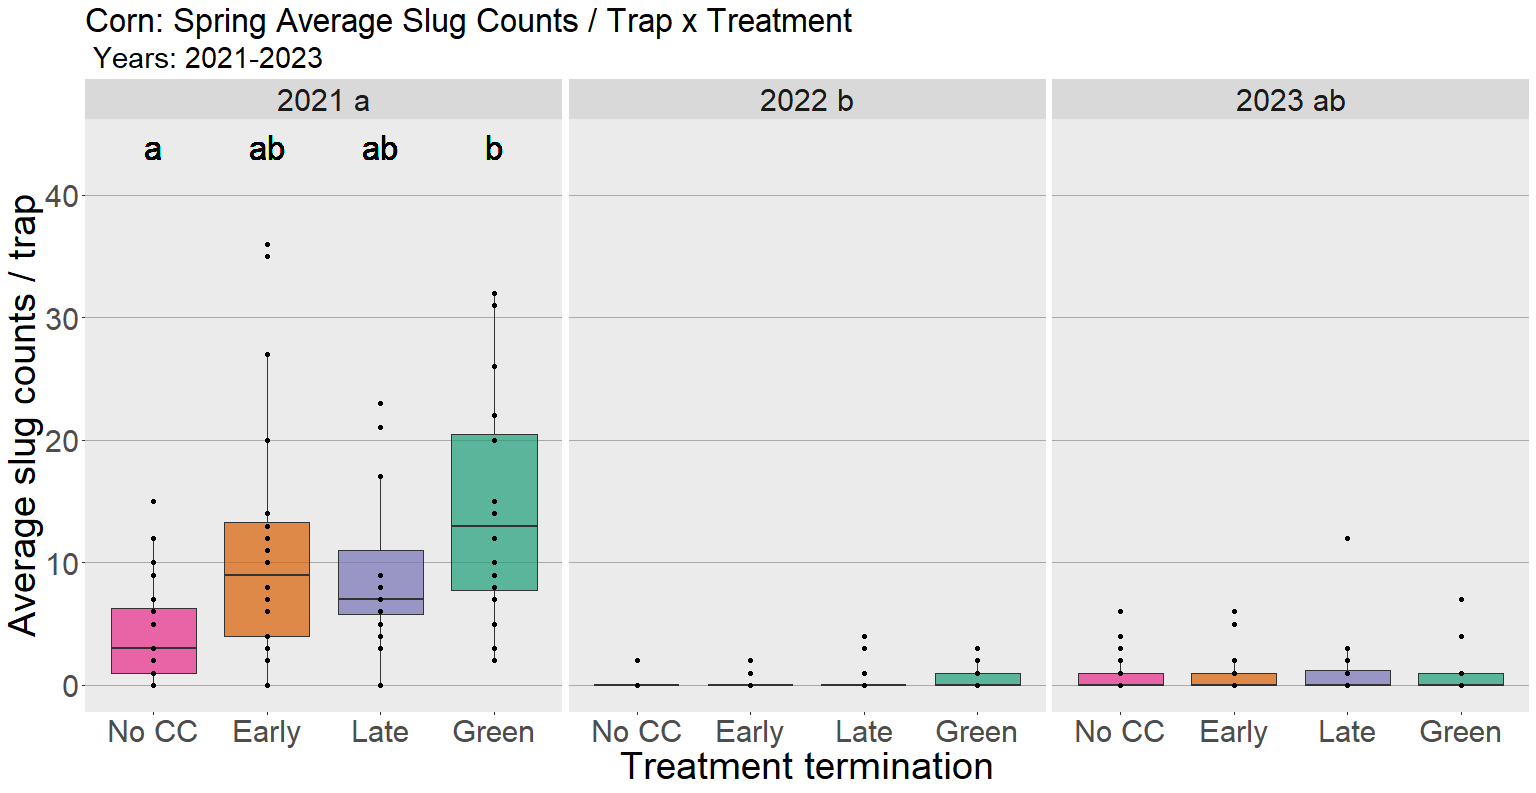 Corn: Spring Average Slug Counts / Trap x Treatment
Years: 2021-2023
2021 a
2022 b
2023 ab
a ab ab b
Average slug counts / trap
40
30
20
10
0
No CC Early Late Green
No CC Early Late Green
No CC Early Late Green
Treatment termination